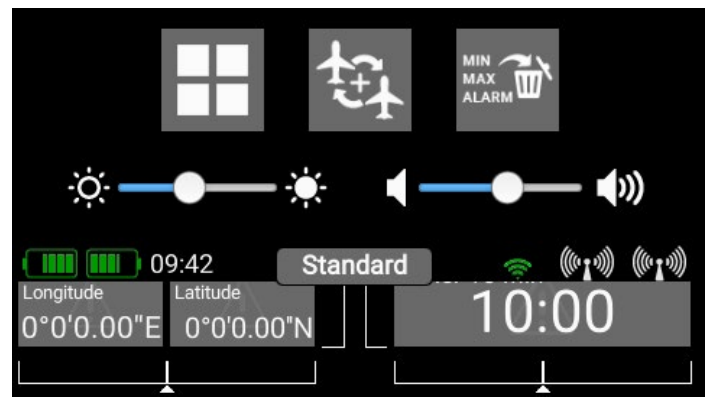 MIN
MAX
ALARM
09:42
Standard
Longitude
Latitude
0°0'0.00"E
0°0'0.00"N
10:00